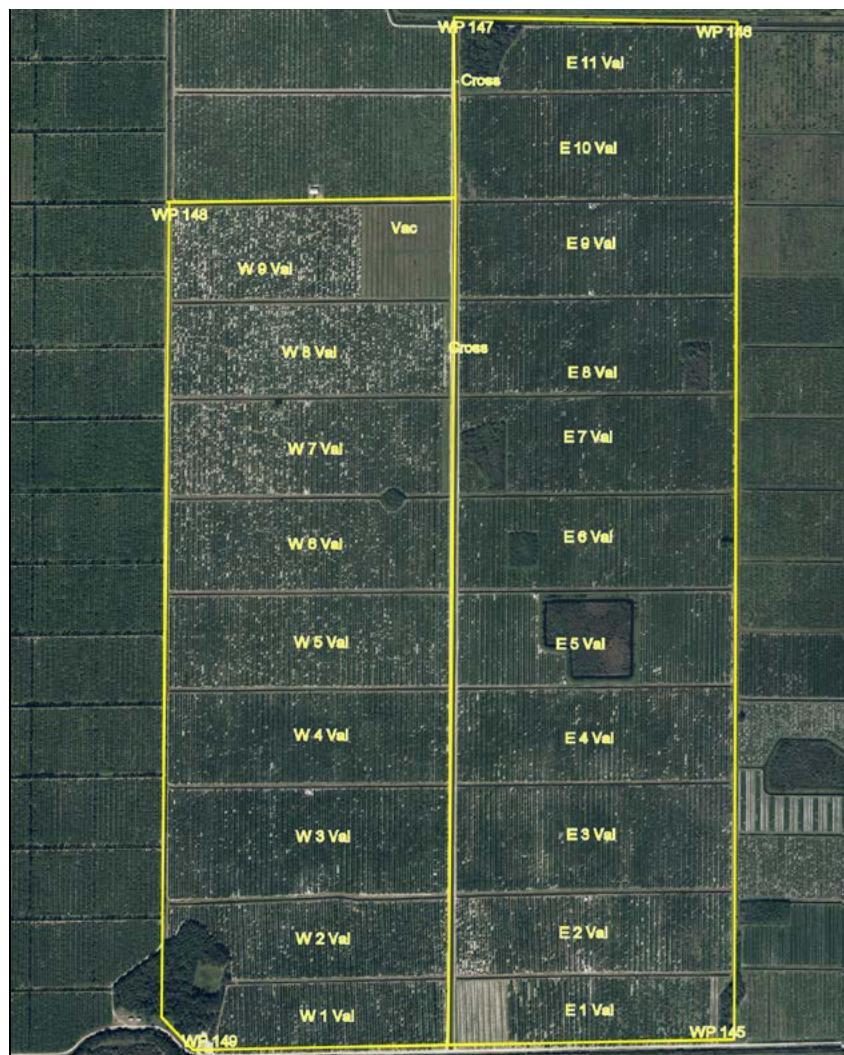 WP 147
WP 146
E 11 Val
Cross
E 10 Val
WP 148
Vac
W 9 Val
E 9 Val
Cross
W 8 Val
E 8 Val
W 7 Val
E 7 Val
W 6 Val
E 6 Val
W 5 Val
E 5 Val
W 4 Val
E 4 Val
W 3 Val
E 3 Val
W 2 Val
E 2 Val
W 1 Val
E 1 Val
WP 149
WP 145